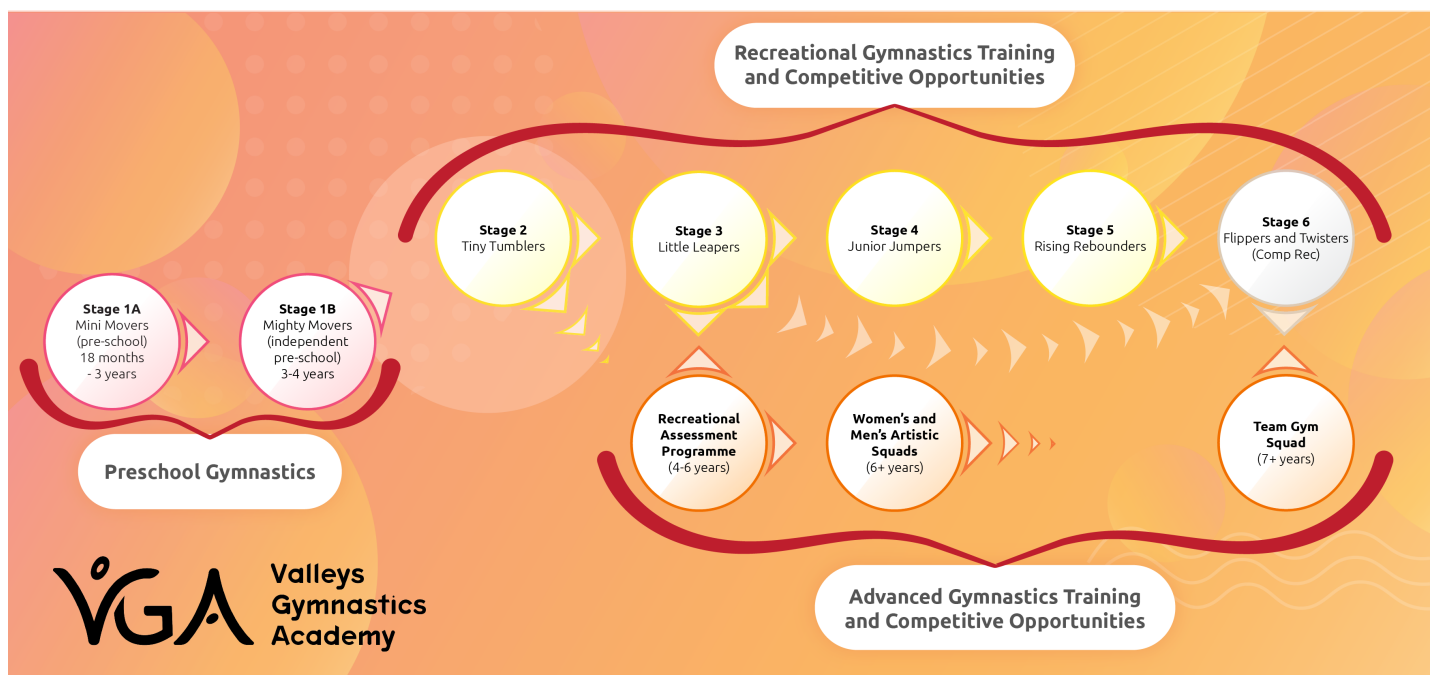 Recreational Gymnastics Training
and Competitive Opportunities
Stage 2
Tiny Tumblers
Stage 3
Little Leapers
Stage 4
Junior Jumpers
Stage 5
Rising Rebounders
Stage 6
Flippers and Twisters
(Comp Rec)
Stage 1A
Mini Movers
(pre-school)
18 months
- 3 years
Stage 1B
Mighty Movers
(independent
pre-school)
3-4 years
Preschool Gymnastics
Recreational
Assessment
Programme
(4-6 years)
Women’s and
Men’s Artistic
Squads
(6+ years)
Team Gym
Squad
(7+ years)
Advanced Gymnastics Training
and Competitive Opportunities
VGA
Valleys
Gymnastics
Academy